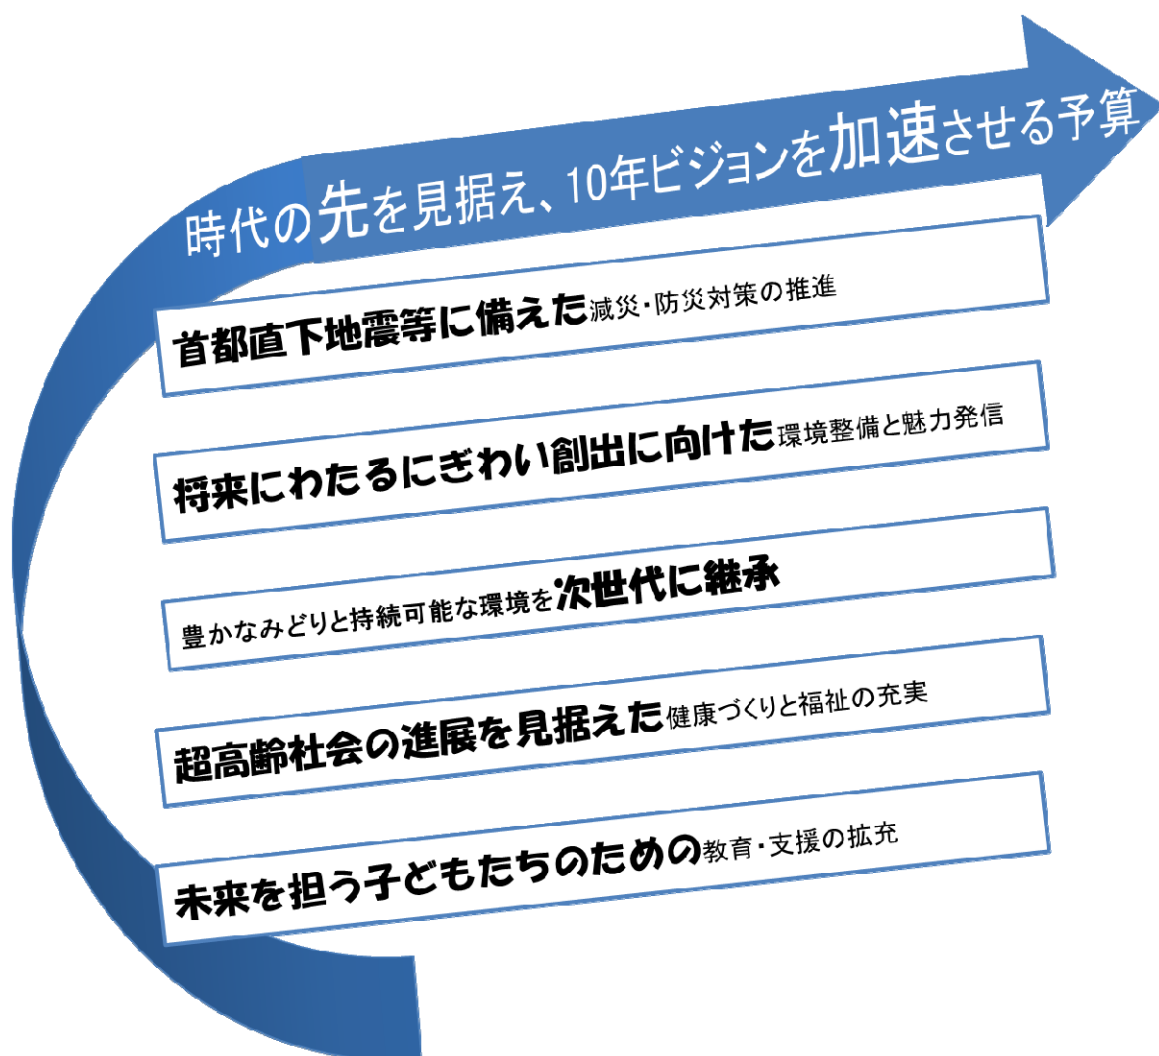 時代の先を見据え、10年ビジョンを加速させる予算
首都直下地震等に備えた減災・防災対策の推進
将来にわたるにぎわい創出に向けた環境整備と魅力発信
豊かなみどりと持続可能な環境を次世代に継承
超高齢社会の進展を見据えた健康づくりと福祉の充実
未来を担う子どもたちのための教育・支援の拡充